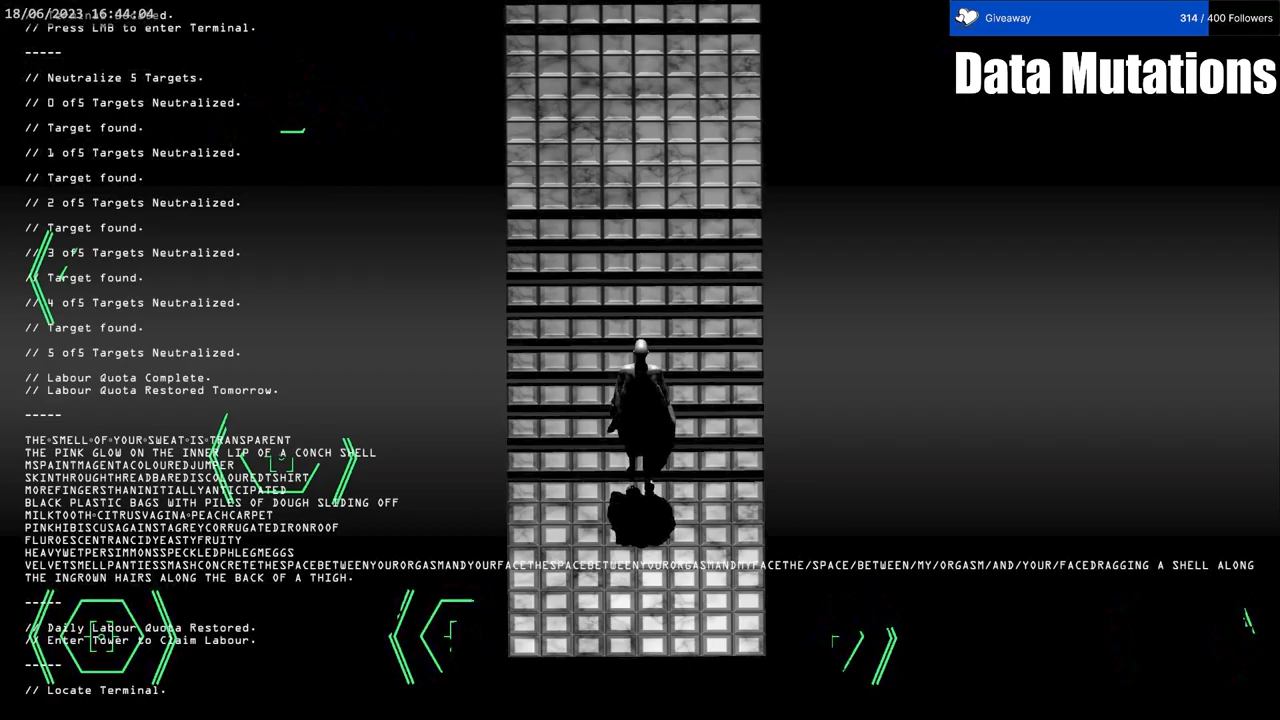 18/06/2023 16:44:04
// Press LMB to enter Terminal.
-----
// Neutralize 5 Targets.
// 0 of5 Targets Neutralized.
// Target found.
// 1 of5 Targets Neutralized.
// Target found.
// 2 of5 Targets Neutralized.
// Target found.
// 3 of5 Targets Neutralized.
// Target found.
// 4 of5 Targets Neutralized.
// Target found.
// 5 of5 Targets Neutralized.
// Labour Quota Complete.
// Labour Quota Restored Tomorrow.
-----
THE°SMELL°OF°YOUR°SWEAT°IS°TRANSPARENT
THE PINK GLOW ON THE INNER LIP OF A CONCH SHELL
MSPAINTMAGENTACOLOUREDJUMPER
SKINTHROUGHTHREADBAREDISCOLOUREDTSHIRT
MOREFINGERSTHANINITIALLYANTICIPATED
BLACK PLASTIC BAGS WITH PILES OF DOUGH SLIDING OFF
MILKTOOTH°CITRUSVAGINA°PEACHCARPET
PINKHIBISCUSAGAINSTAGREYCORRUGATEDIRONROOF
FLUROESCENTRANCIDYEASTYFRUITY
HEAVYWETPERSIMMONSSPECKLEDPHLEGMEGGS
VELVETSMELLPANTIESSMASHCONCRETETHESPACEBETWEENYOURORGASMANDYOURFACETHESPACEBETWEENYOURORGASMANDMYFACETHE/SPACE/BETWEEN/MY/ORGASM/AND/YOUR/FACEDRAGGING A SHELL ALONG
THE INGROWN HAIRS ALONG THE BACK OF A THIGH.
-----
// Daily Labour Quota Restored.
// Enter Tower to Claim Labour.
-----
// Locate Terminal.
Giveaway 314 / 400 Followers
Data Mutations